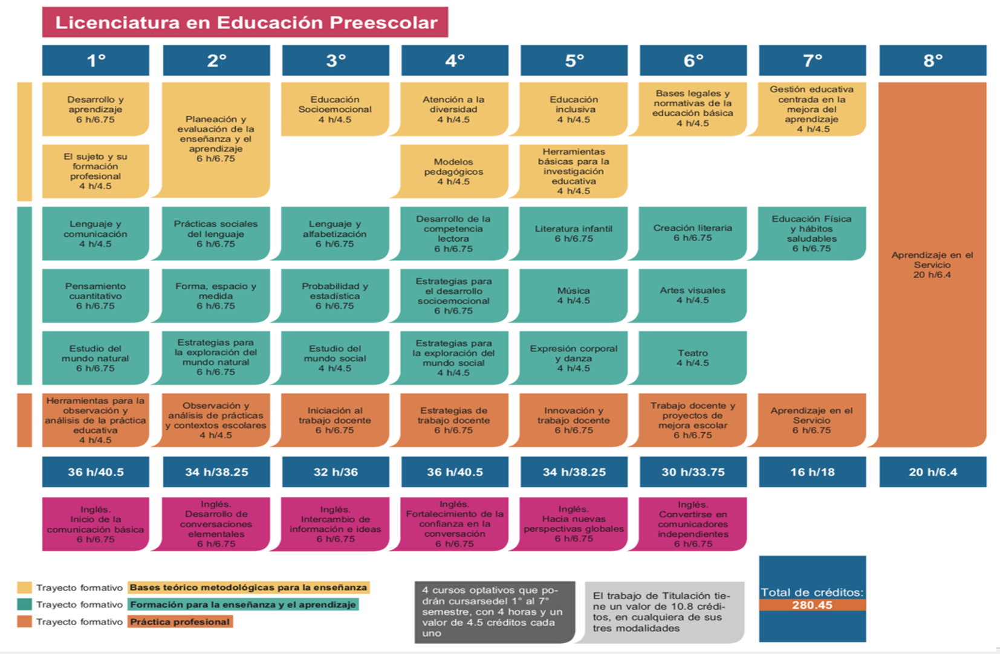 Licenciatura en Educación Preescolar
1°
2°
3°
4°
5°
6°
7°
8°
Desarrollo y
aprendizaje
6 h/6.75
Planeación y
evaluación de la
enseñanza y el
aprendizaje
6 h/6.75
Educación
Socioemocional
4 h/4.5
Atención a la
diversidad
4 h/4.5
Educación
inclusiva
4 h/4.5
Bases legales y
normativas de la
educación básica
4 h/4.5
Gestión educativa
centrada en la
mejora del
aprendizaje
4 h/4.5
El sujeto y su
formación
profesional
4 h/4.5
Modelos
pedagógicos
4 h/4.5
Herramientas
básicas para la
investigación
educativa
4 h/4.5
Lenguaje y
comunicación
4 h/4.5
Prácticas sociales
del lenguaje
6 h/6.75
Lenguaje y
alfabetización
6 h/6.75
Desarrollo de la
competencia
lectora
6 h/6.75
Literatura infantil
6 h/6.75
Creación literaria
6 h/6.75
Educación Física
y hábitos
saludables
6 h/6.75
Aprendizaje en el
Servicio
20 h/6.4
Pensamiento
cuantitativo
6 h/6.75
Forma, espacio y
medida
6 h/6.75
Probabilidad y
estadística
6 h/6.75
Estrategias para
el desarrollo
socioemocional
6 h/6.75
Música
4 h/4.5
Artes visuales
4 h/4.5
Estudio del
mundo natural
6 h/6.75
Estrategias para
la exploración del
mundo natural
6 h/6.75
Estudio del
mundo social
4 h/4.5
Estrategias para
la exploración del
mundo social
4 h/4.5
Expresión corporal
y danza
4 h/4.5
Teatro
4 h/4.5
Herramientas para la
observación y
análisis de la práctica
educativa
4 h/4.5
Observación y
análisis de prácticas
y contextos escolares
4 h/4.5
Iniciación al
trabajo docente
6 h/6.75
Estrategias de
trabajo docente
6 h/6.75
Innovación y
trabajo docente
6 h/6.75
Trabajo docente y
proyectos de
mejora escolar
6 h/6.75
Aprendizaje en el
Servicio
6 h/6.75
36 h/40.5
34 h/38.25
32 h/36
36 h/40.5
34 h/38.25
30 h/33.75
16 h/18
20 h/6.4
Inglés.
Inicio de la
comunicación básica
6 h/6.75
Inglés.
Desarrollo de
conversaciones
elementales
6 h/6.75
Inglés.
Intercambio de
información e ideas
6 h/6.75
Inglés.
Fortalecimiento de la
confianza en la
conversación
6 h/6.75
Inglés.
Hacia nuevas
perspectivas globales
6 h/6.75
Inglés.
Convertirse en
comunicadores
independientes
6 h/6.75
Trayecto formativo Bases teórico metodológicas para la enseñanza
Trayecto formativo Formación para la enseñanza y el aprendizaje
Trayecto formativo Práctica profesional
4 cursos optativos que po-
drán cursarsedel 1° al 7°
semestre, con 4 horas y un
valor de 4.5 créditos cada
uno
El trabajo de Titulación tie-
ne un valor de 10.8 crédi-
tos, en cualquiera de sus
tres modalidades
Total de créditos:
280.45